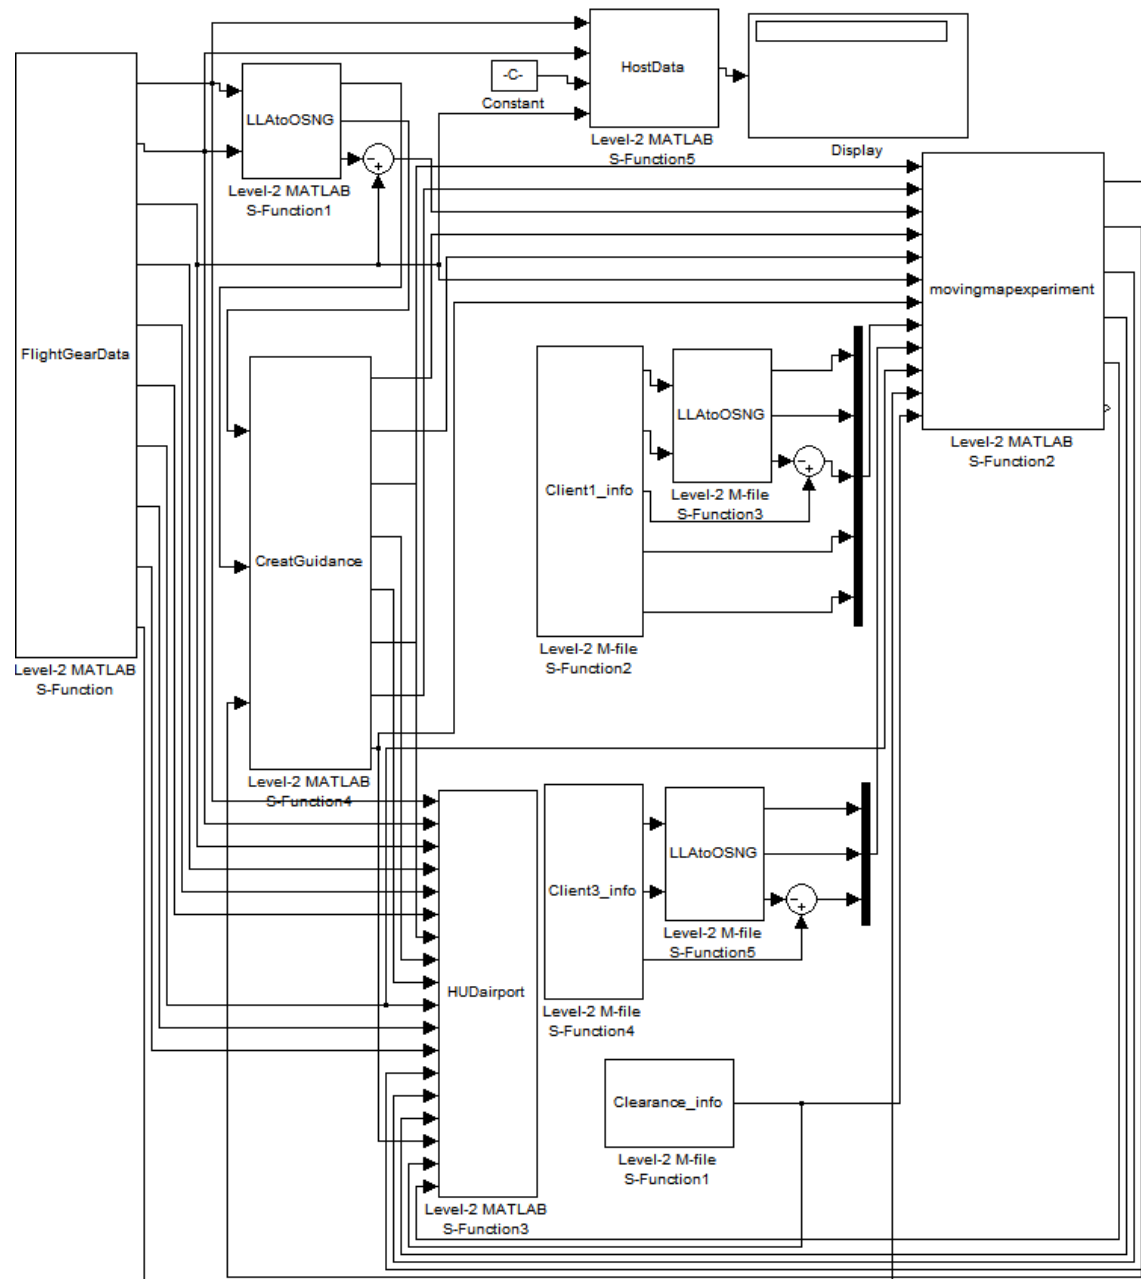 HostData
-C-
Constant
Level-2 MATLAB
S-Function5
Display
LLAtoOSNG
Level-2 MATLAB
S-Function1
FlightGearData
Level-2 MATLAB
S-Function
movingmapexperiment
Level-2 MATLAB
S-Function2
CreatGuidance
Level-2 MATLAB
S-Function4
Client1_info
Level-2 M-file
S-Function2
LLAtoOSNG
Level-2 M-file
S-Function3
HUDairport
Level-2 MATLAB
S-Function3
Client3_info
Level-2 M-file
S-Function4
LLAtoOSNG
Level-2 M-file
S-Function5
Clearance_info
Level-2 M-file
S-Function1